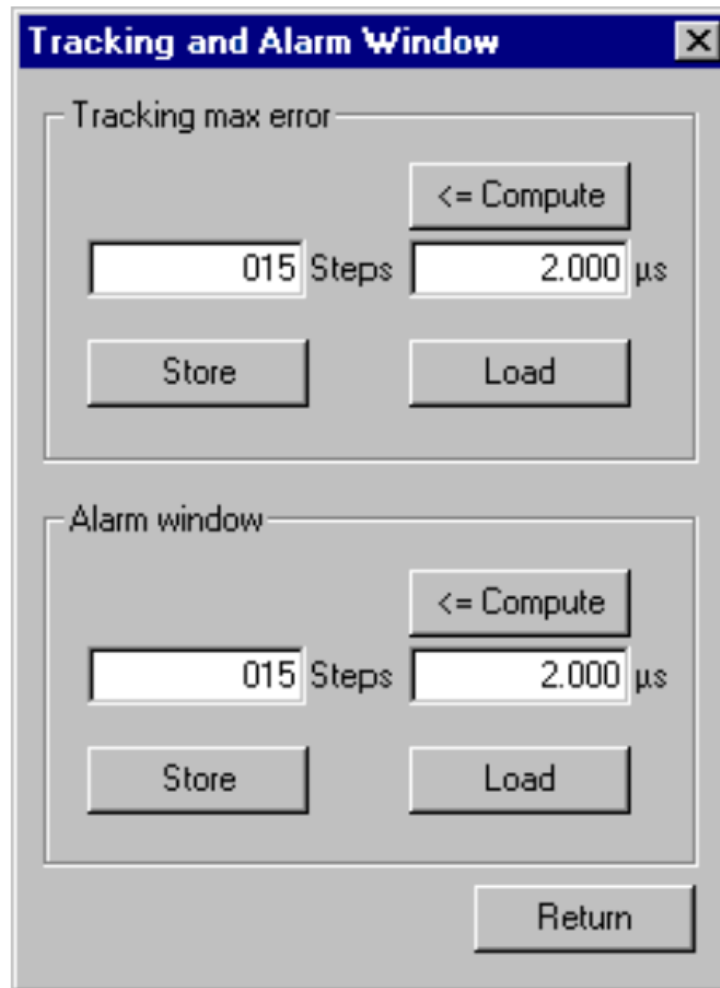 Tracking and Alarm Window
Tracking max error
<= Compute
015 Steps 2.000 µs
Store Load
Alarm window
<= Compute
015 Steps 2.000 µs
Store Load
Return